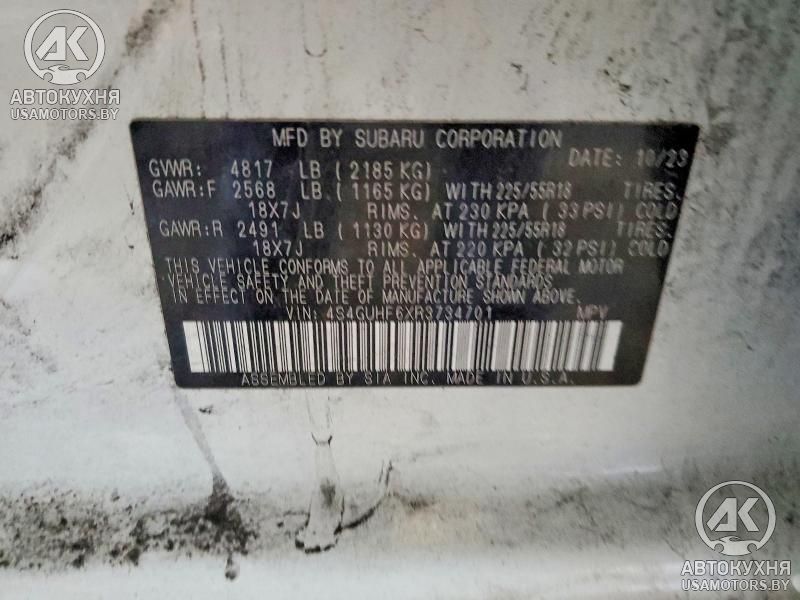 AK
АВТОКУХНЯ
USAMOTORS.BY
MFD BY SUBARU CORPORATION
DATE: 10/23
GVWR: 4817 LB ( 2185 KG)
GAWR:F 2568 LB ( 1165 KG) WITH 225/55R18 TIRES.
18X7J RIMS. AT 230 KPA ( 33 PSI) COLD
GAWR:R 2491 LB ( 1130 KG) WITH 225/55R18 TIRES.
18X7J RIMS. AT 220 KPA ( 32 PSI) COLD
THIS VEHICLE CONFORMS TO ALL APPLICABLE FEDERAL MOTOR
VEHICLE SAFETY AND THEFT PREVENTION STANDARDS
IN EFFECT ON THE DATE OF MANUFACTURE SHOWN ABOVE.
VIN: 4S4GUHF6XR3734701 MPV
ASSEMBLED BY SIA INC. MADE IN U.S.A.
AK
АВТОКУХНЯ
USAMOTORS.BY